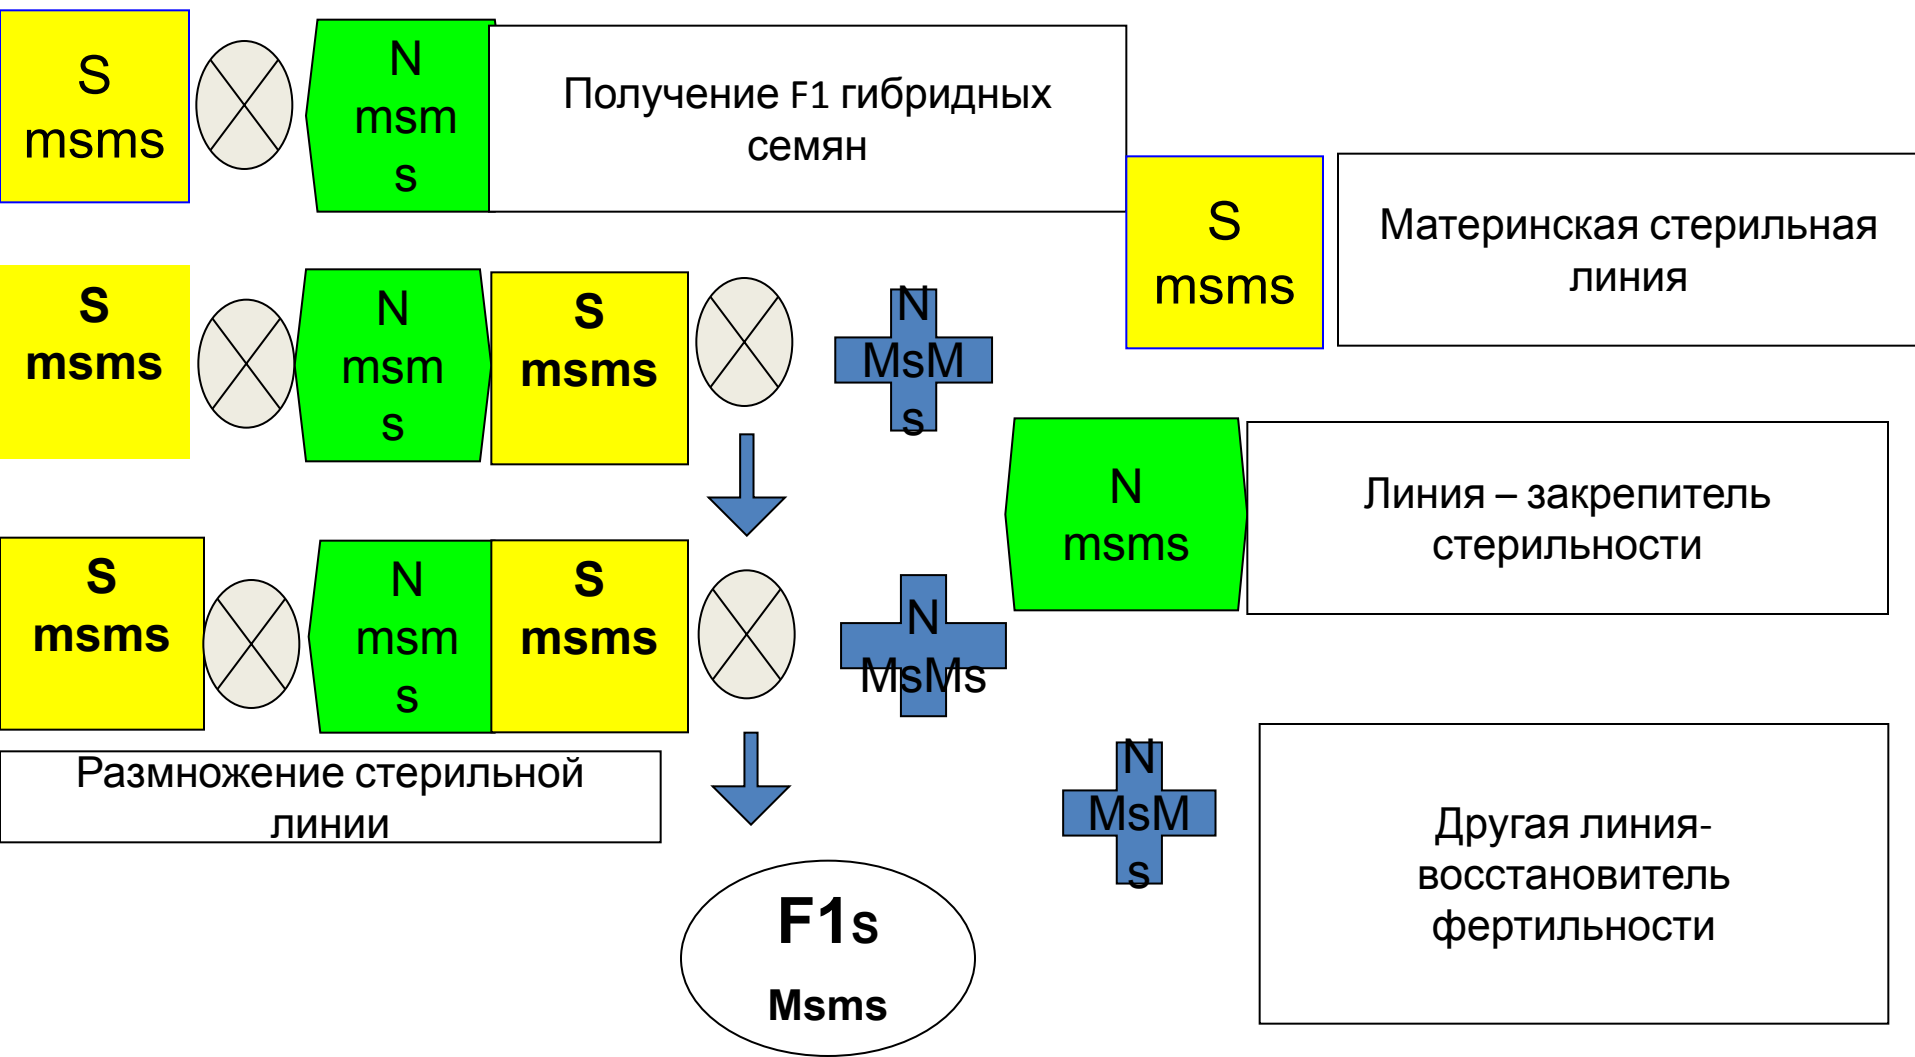 S
msms
N
msm
s
Получение F1 гибридных
семян
S
msms
Материнская стерильная
линия
S
msms
N
msm
s
S
msms
N
MsM
s
N
msms
Линия – закрепитель
стерильности
S
msms
N
msm
s
S
msms
N
MsMs
Размножение стерильной
линии
N
MsM
s
Другая линия-
восстановитель
фертильности
F1s
Msms